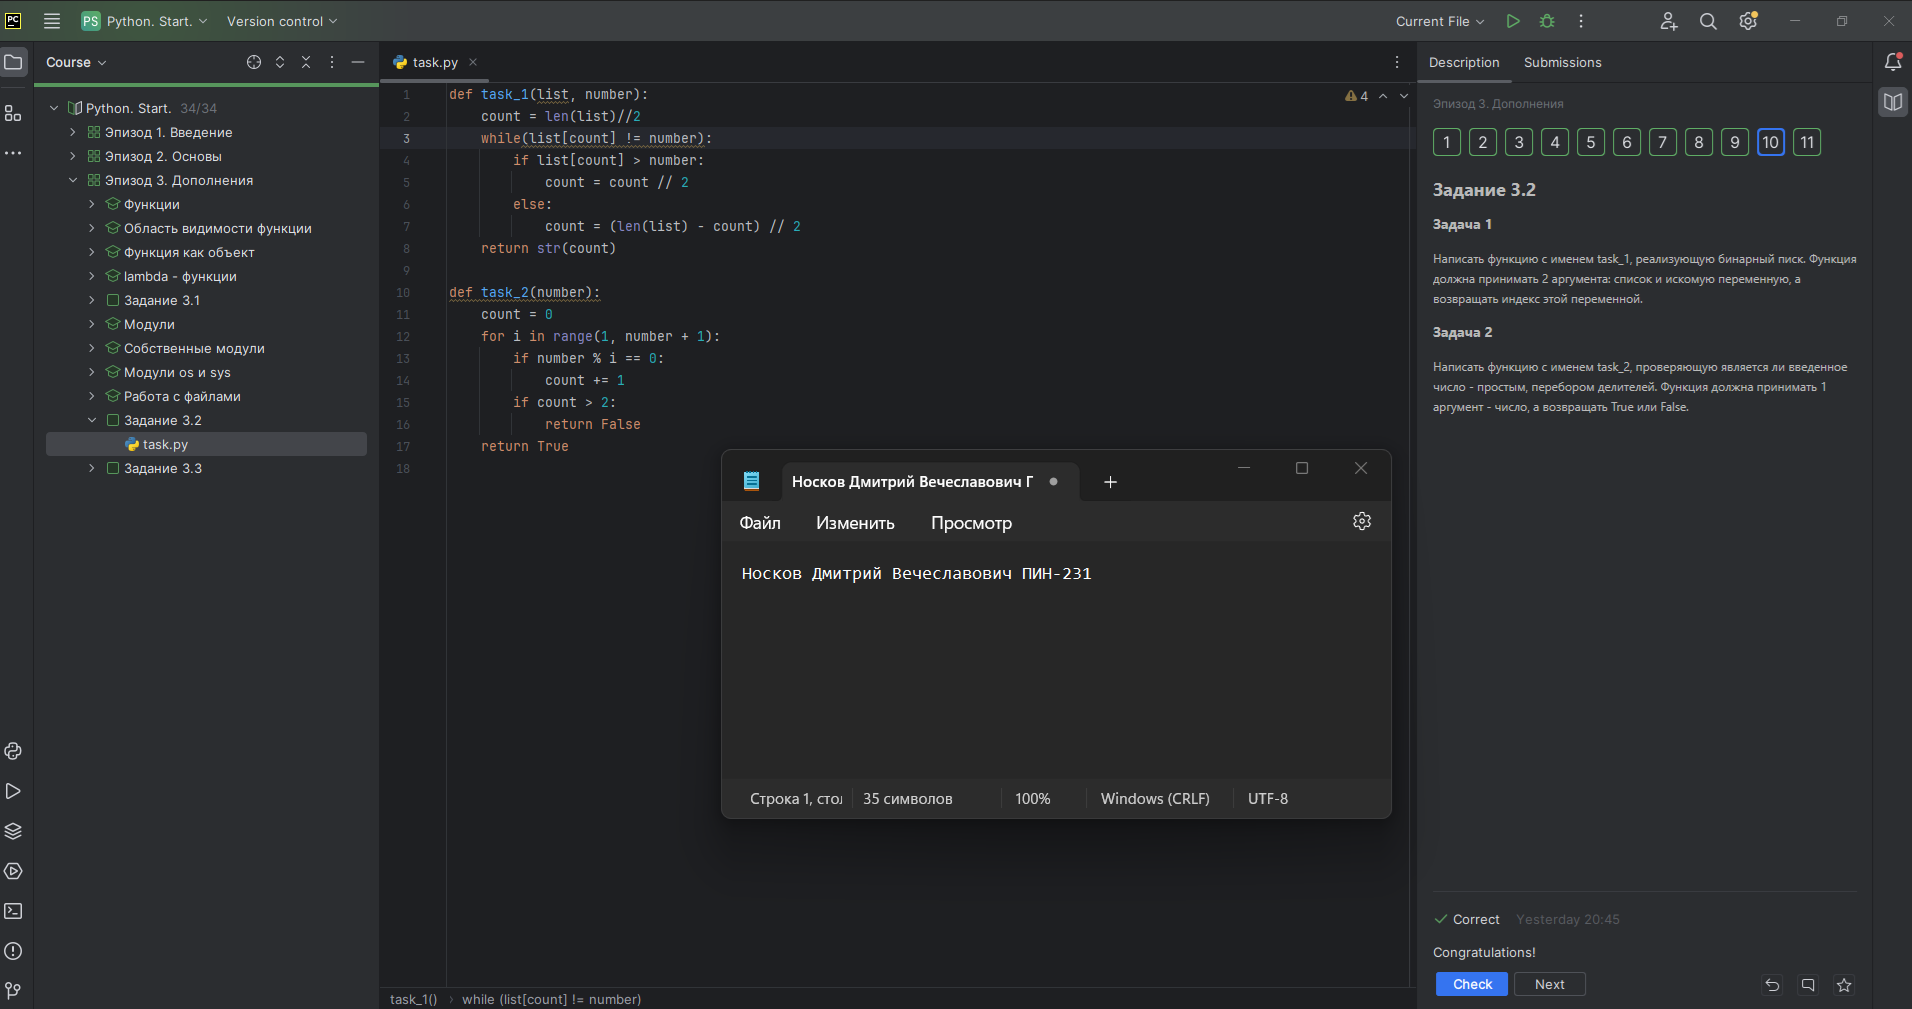 PC
PS Python. Start. Version control
Current File
Course
Python. Start. 34/34
Эпизод 1. Введение
Эпизод 2. Основы
Эпизод 3. Дополнения
Функции
Область видимости функции
Функция как объект
lambda - функции
Задание 3.1
Модули
Собственные модули
Модули os и sys
Работа с файлами
Задание 3.2
task.py
Задание 3.3
task.py
4
1 def task_1(list, number):
2 count = len(list)//2
3 while(list[count] != number):
4 if list[count] > number:
5 count = count // 2
6 else:
7 count = (len(list) - count) // 2
8 return str(count)
9
10 def task_2(number):
11 count = 0
12 for i in range(1, number + 1):
13 if number % i == 0:
14 count += 1
15 if count > 2:
16 return False
17 return True
18
task_1() › while (list[count] != number)
Носков Дмитрий Вечеславович Г
Файл Изменить Просмотр
Носков Дмитрий Вечеславович ПИН-231
Строка 1, 35 символов 100% Windows (CRLF) UTF-8
Description Submissions
Эпизод 3. Дополнения
1 2 3 4 5 6 7 8 9 10 11
Задание 3.2
Задача 1
Написать функцию с именем task_1, реализующую бинарный писк. Функция
должна принимать 2 аргумента: список и искомую переменную, а
возвращать индекс этой переменной.
Задача 2
Написать функцию с именем task_2, проверяющую является ли введенное
число - простым, перебором делителей. Функция должна принимать 1
аргумент - число, а возвращать True или False.
Correct Yesterday 20:45
Congratulations!
Check Next